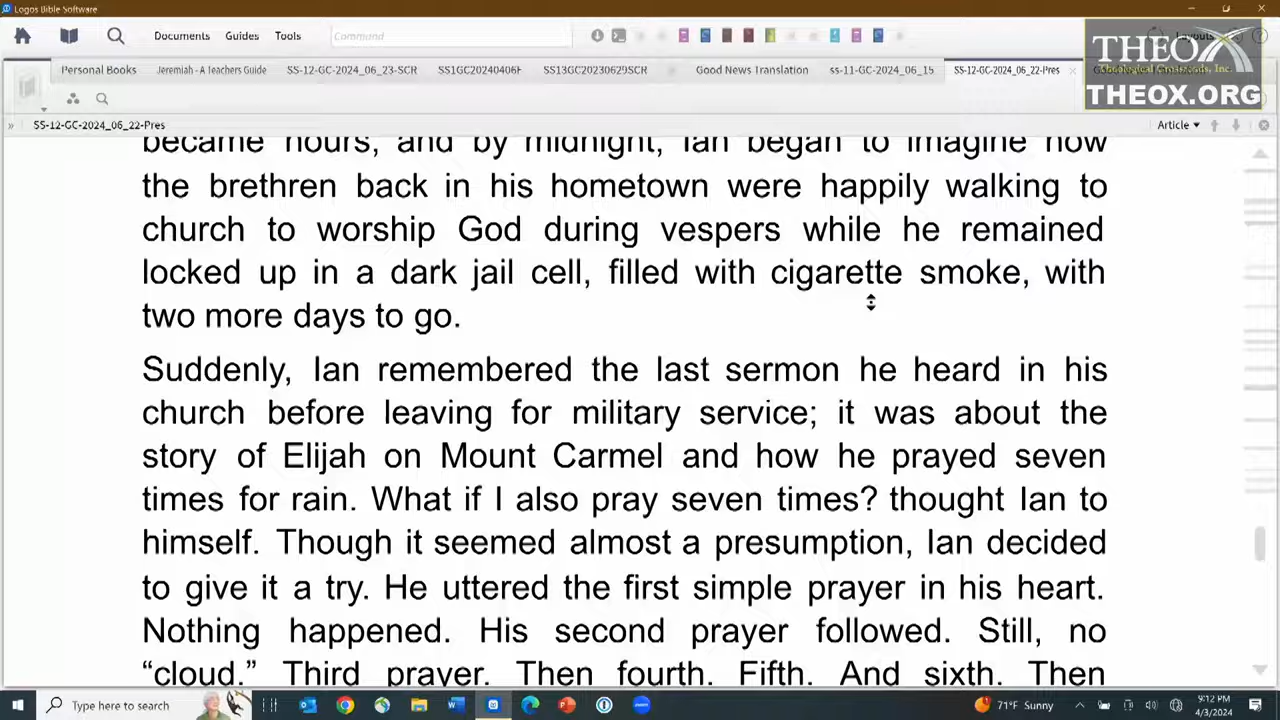 Logos Bible Software
Documents Guides Tools Command Layouts
THEOX
Theological Crossroads, Inc.
THEOX.ORG
Personal Books Jeremiah - A Teachers Guide SS-12-GC-2024_06_22-SCR SS13GC20230629SCR Good News Translation ss-11-GC-2024_06_15 SS-12-GC-2024_06_22-Pres
SS-12-GC-2024_06_22-Pres Article
became hours, and by midnight, Ian began to imagine how
the brethren back in his hometown were happily walking to
church to worship God during vespers while he remained
locked up in a dark jail cell, filled with cigarette smoke, with
two more days to go.
Suddenly, Ian remembered the last sermon he heard in his
church before leaving for military service; it was about the
story of Elijah on Mount Carmel and how he prayed seven
times for rain. What if I also pray seven times? thought Ian to
himself. Though it seemed almost a presumption, Ian decided
to give it a try. He uttered the first simple prayer in his heart.
Nothing happened. His second prayer followed. Still, no
“cloud.” Third prayer. Then fourth. Fifth. And sixth. Then
Type here to search
71°F Sunny
9:12 PM
4/3/2024